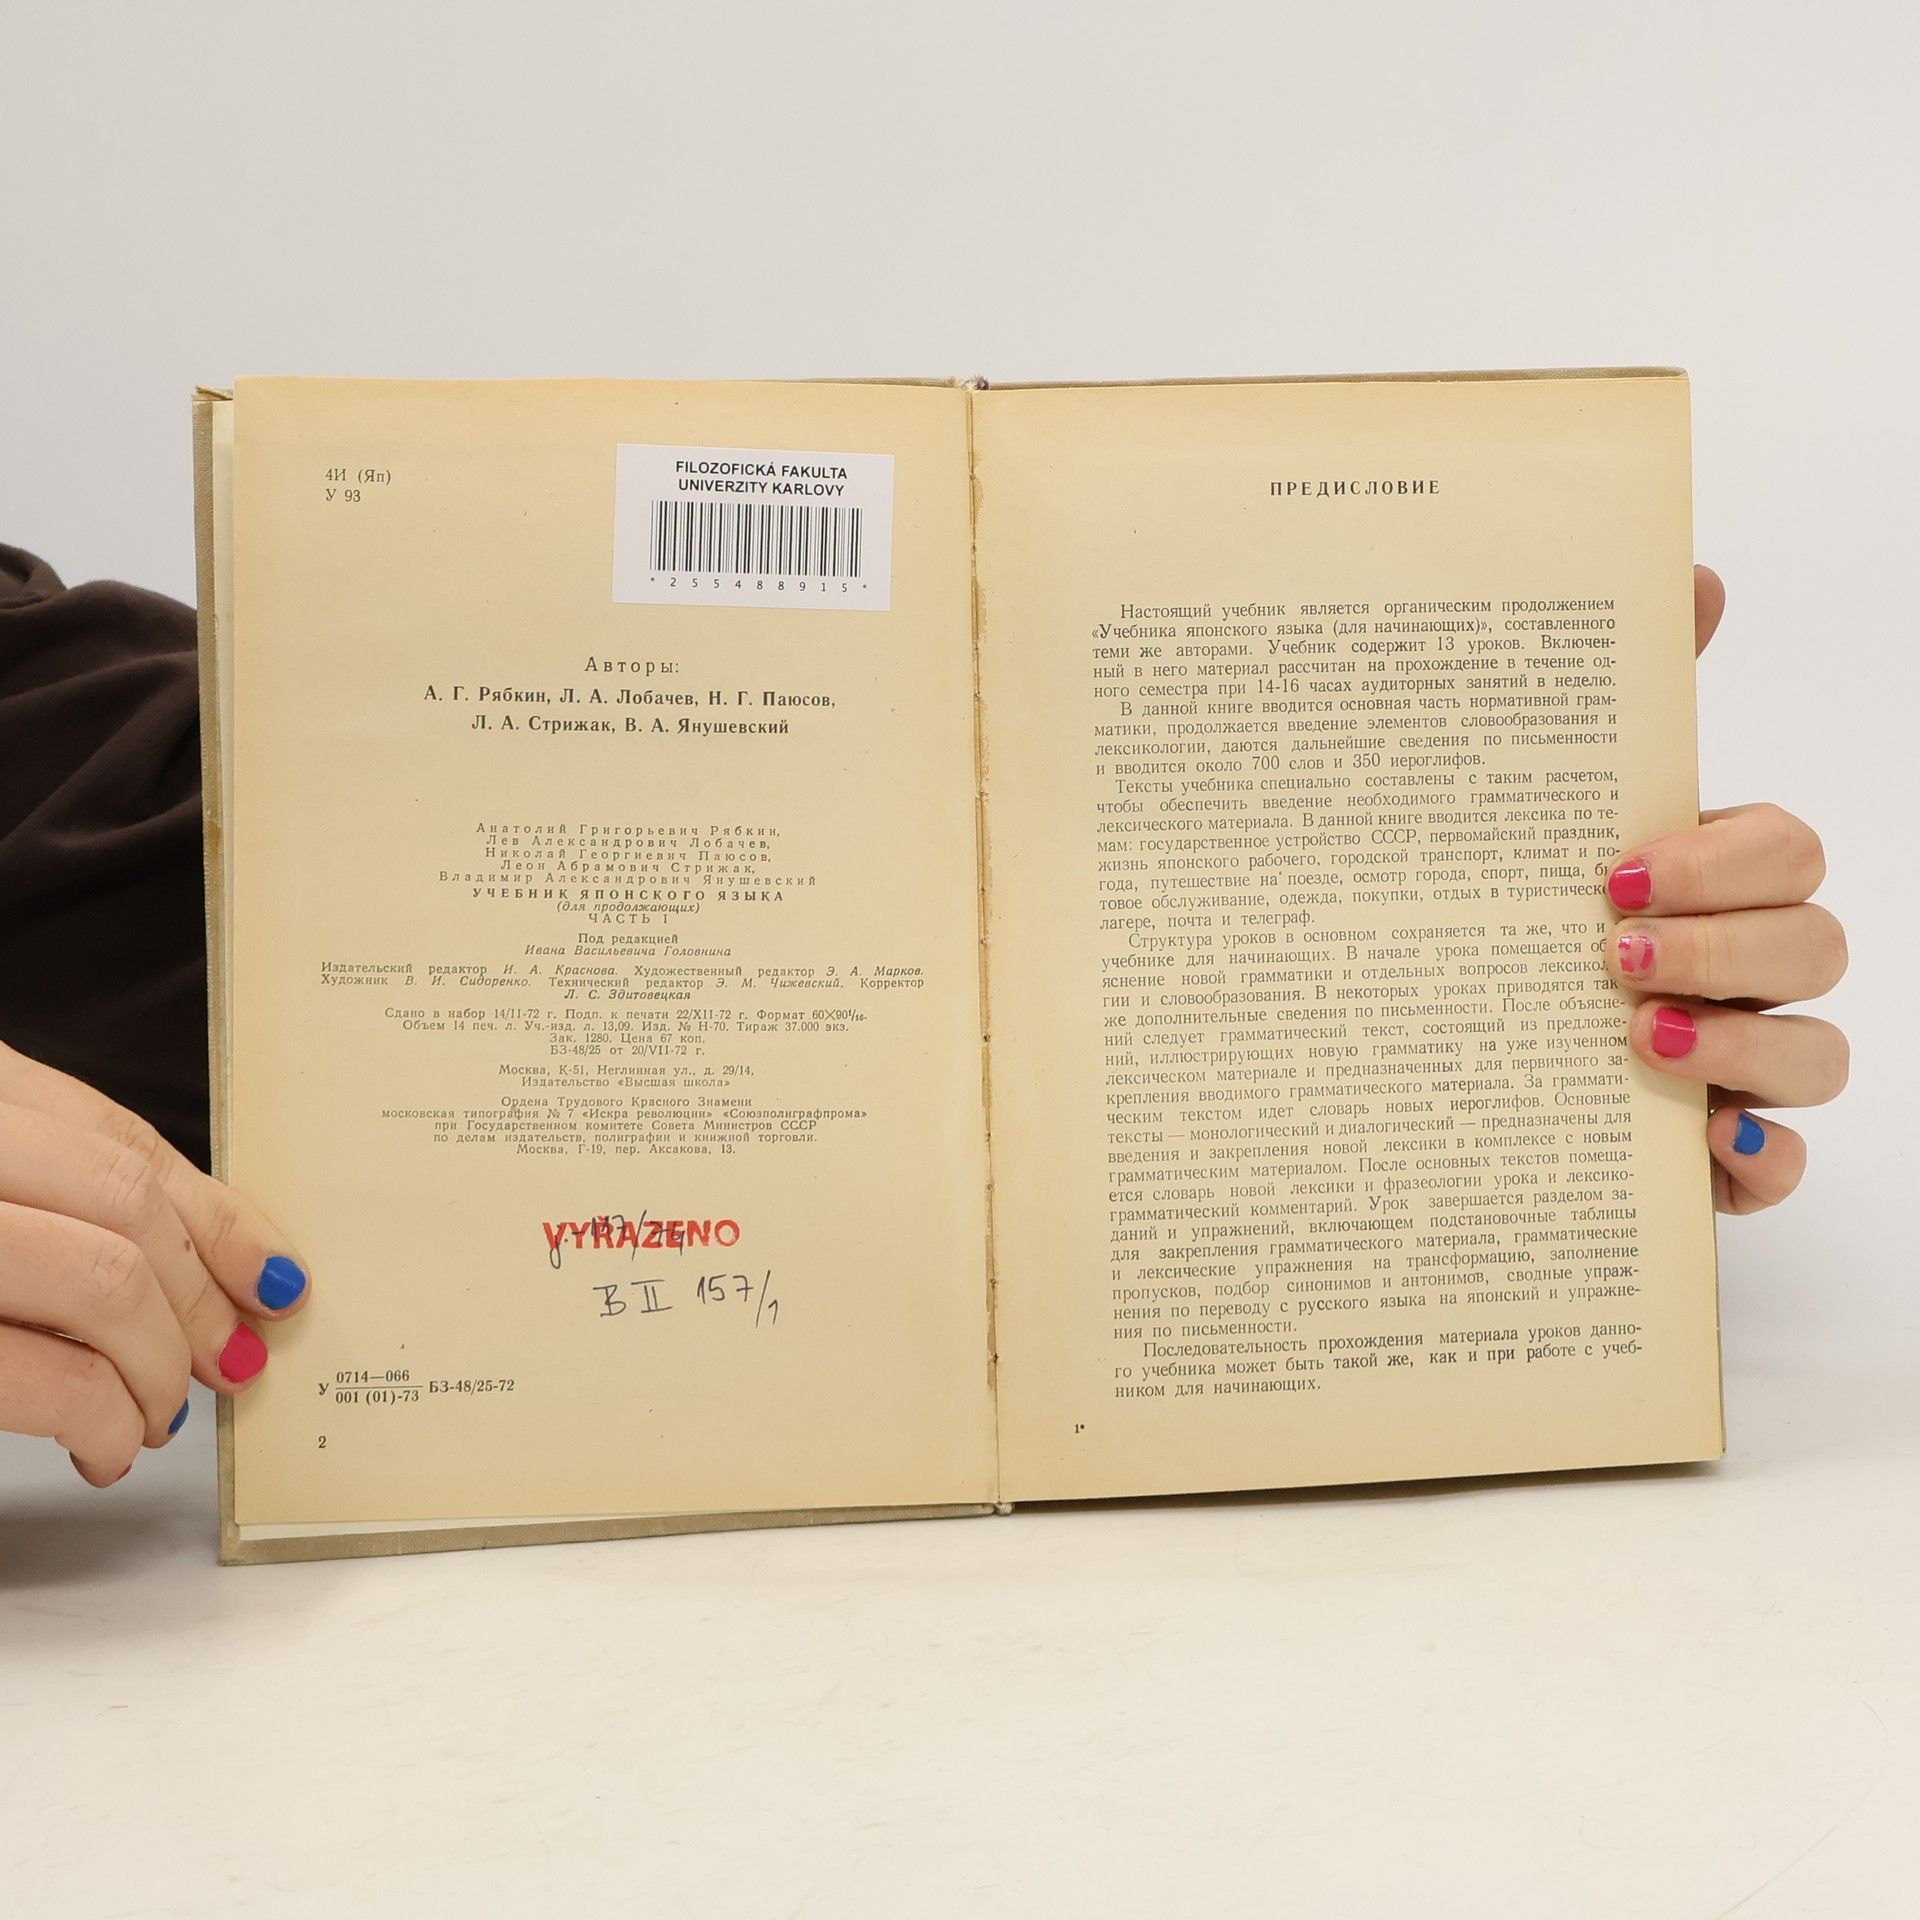 4И (Яп)
У 93
FILOZOFICKÁ FAKULTA
UNIVERZITY KARLOVY
* 2 5 5 4 8 8 9 1 5 *
Авторы:
А. Г. Рябкин, Л. А. Лобачев, Н. Г. Паюсов,
Л. А. Стрижак, В. А. Янушевский
Анатолий Григорьевич Рябкин,
Лев Александрович Лобачев,
Николай Георгиевич Паюсов,
Леон Абрамович Стрижак,
Владимир Александрович Янушевский
УЧЕБНИК ЯПОНСКОГО ЯЗЫКА
(для продолжающих)
ЧАСТЬ I
Под редакцией
Ивана Васильевича Головнина
Издательский редактор И. А. Краснова. Художественный редактор Э. А. Марков.
Художник В. И. Сидоренко. Технический редактор Э. М. Чижевский. Корректор
Л. С. Здитовецкая
Сдано в набор 14/II-72 г. Подп. к печати 22/XII-72 г. Формат 60×90¹/₁₆.
Объем 14 печ. л. Уч.-изд. л. 13,09. Изд. № Н-70. Тираж 37.000 экз.
Зак. 1280. Цена 67 коп.
БЗ-48/25 от 20/VII-72 г.
Москва, К-51, Неглинная ул., д. 29/14,
Издательство «Высшая школа»
Ордена Трудового Красного Знамени
московская типография № 7 «Искра революции» «Союзполиграфпрома»
при Государственном комитете Совета Министров СССР
по делам издательств, полиграфии и книжной торговли.
Москва, Г-19, пер. Аксакова, 13.
VYŘAZENO
B II 157/1
У 0714—066
001 (01)-73 БЗ-48/25-72
2
ПРЕДИСЛОВИЕ
Настоящий учебник является органическим продолжением
«Учебника японского языка (для начинающих)», составленного
теми же авторами. Учебник содержит 13 уроков. Включен-
ный в него материал рассчитан на прохождение в течение од-
ного семестра при 14-16 часах аудиторных занятий в неделю.
В данной книге вводится основная часть нормативной грам-
матики, продолжается введение элементов словообразования и
лексикологии, даются дальнейшие сведения по письменности
и вводится около 700 слов и 350 иероглифов.
Тексты учебника специально составлены с таким расчетом,
чтобы обеспечить введение необходимого грамматического и
лексического материала. В данной книге вводится лексика по те-
мам: государственное устройство СССР, первомайский праздник,
жизнь японского рабочего, городской транспорт, климат и по-
года, путешествие на поезде, осмотр города, спорт, пища, б
товое обслуживание, одежда, покупки, отдых в туристическ
лагере, почта и телеграф.
Структура уроков в основном сохраняется та же, что и
учебнике для начинающих. В начале урока помещается об
яснение новой грамматики и отдельных вопросов лексикол
гии и словообразования. В некоторых уроках приводятся так
же дополнительные сведения по письменности. После объясне-
ний следует грамматический текст, состоящий из предложе-
ний, иллюстрирующих новую грамматику на уже изученном
лексическом материале и предназначенных для первичного за-
крепления вводимого грамматического материала. За граммати-
ческим текстом идет словарь новых иероглифов. Основные
тексты — монологический и диалогический — предназначены для
введения и закрепления новой лексики в комплексе с новым
грамматическим материалом. После основных текстов помеща-
ется словарь новой лексики и фразеологии урока и лексико-
грамматический комментарий. Урок завершается разделом за-
даний и упражнений, включающем подстановочные таблицы
для закрепления грамматического материала, грамматические
и лексические упражнения на трансформацию, заполнение
пропусков, подбор синонимов и антонимов, сводные упраж-
нения по переводу с русского языка на японский и упражне-
ния по письменности.
Последовательность прохождения материала уроков данно-
го учебника может быть такой же, как и при работе с учеб-
ником для начинающих.
1*